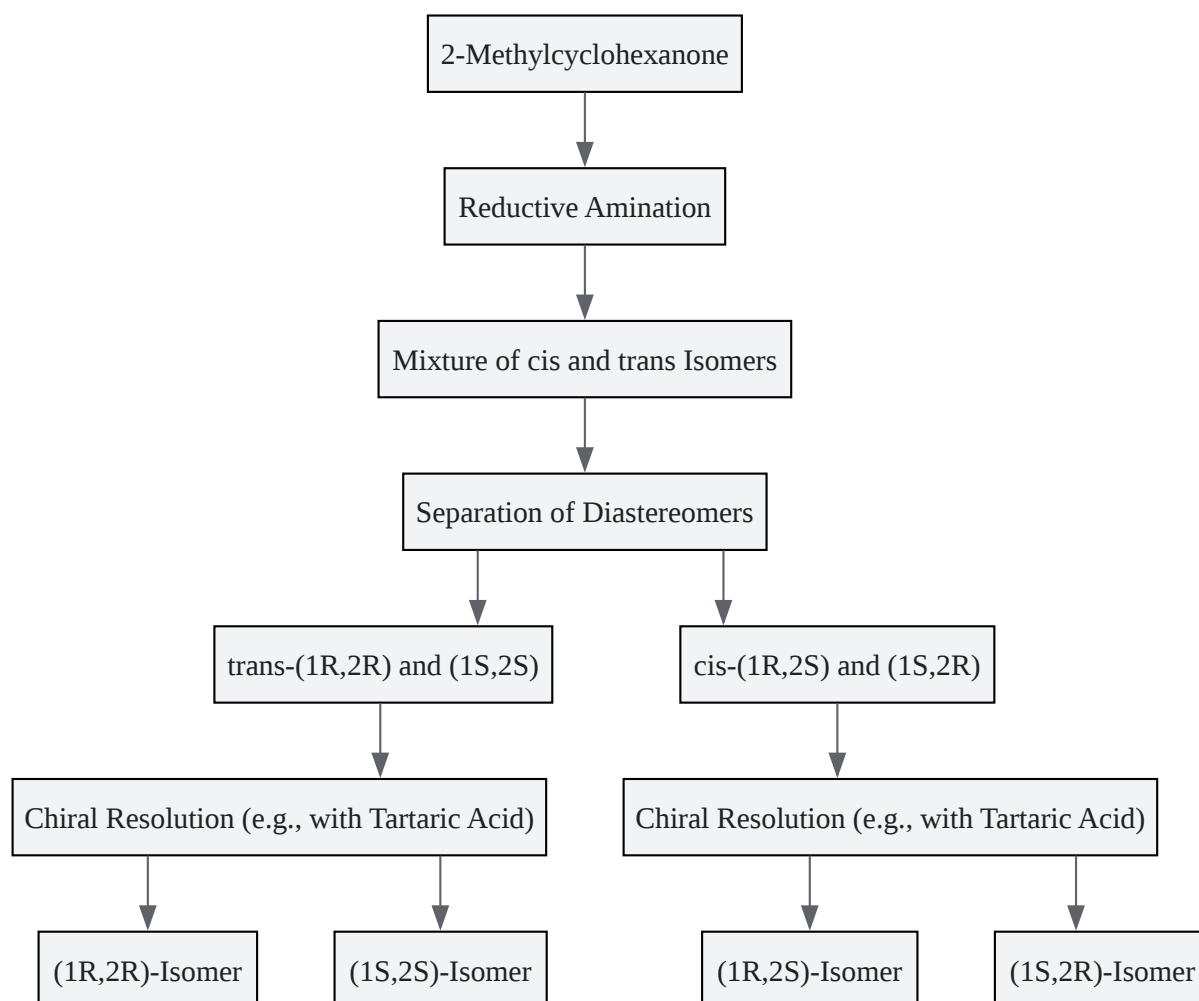 2-Methylcyclohexanone
Reductive Amination
Mixture of cis and trans Isomers
Separation of Diastereomers
trans-(1R,2R) and (1S,2S)
cis-(1R,2S) and (1S,2R)
Chiral Resolution (e.g., with Tartaric Acid)
Chiral Resolution (e.g., with Tartaric Acid)
(1R,2R)-Isomer
(1S,2S)-Isomer
(1R,2S)-Isomer
(1S,2R)-Isomer